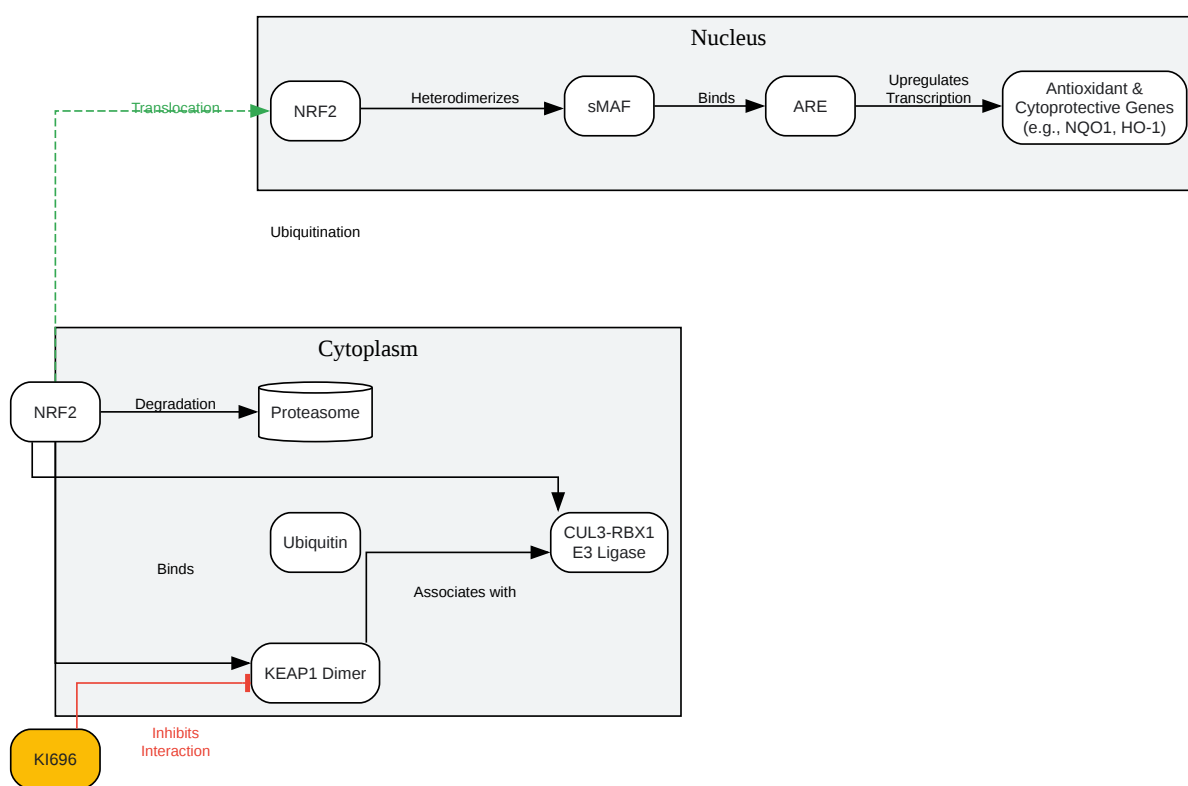 Nucleus
Translocation
NRF2
Heterodimerizes
sMAF
Binds
ARE
Upregulates
Transcription
Antioxidant &
Cytoprotective Genes
(e.g., NQO1, HO-1)
Ubiquitination
Cytoplasm
NRF2
Degradation
Proteasome
Ubiquitin
CUL3-RBX1
E3 Ligase
Binds
Associates with
KEAP1 Dimer
Inhibits
Interaction
KI696